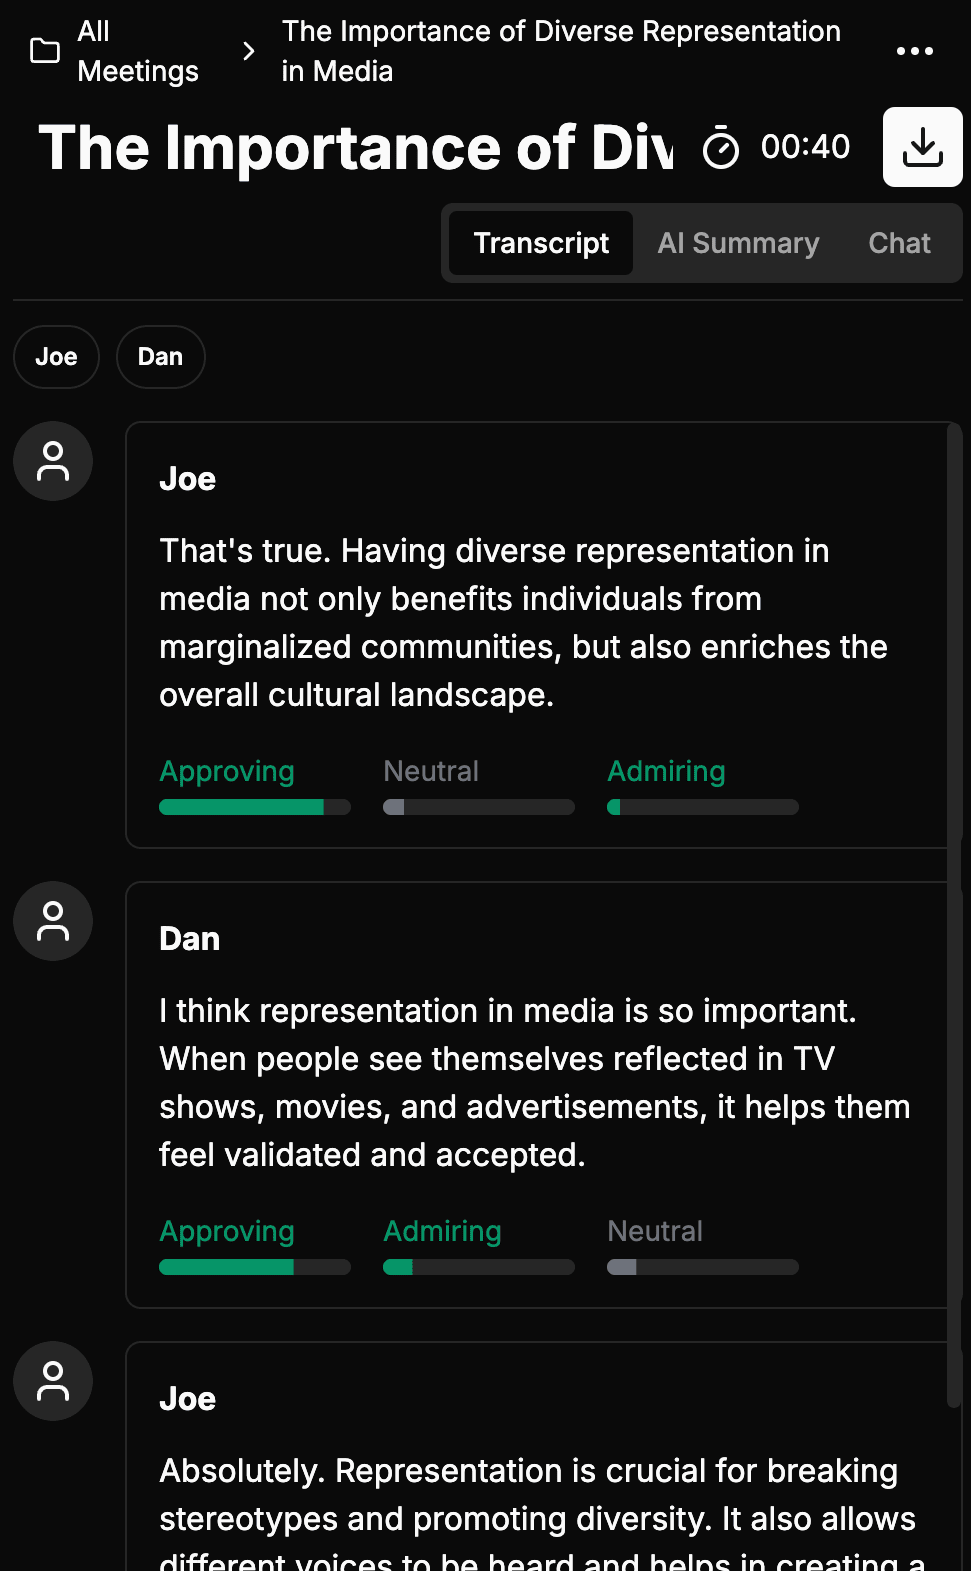 All
Meetings
The Importance of Diverse Representation
in Media
The Importance of Div
00:40
Transcript
AI Summary
Chat
Joe
Dan
Joe
That's true. Having diverse representation in
media not only benefits individuals from
marginalized communities, but also enriches the
overall cultural landscape.
Approving
Neutral
Admiring
Dan
I think representation in media is so important.
When people see themselves reflected in TV
shows, movies, and advertisements, it helps them
feel validated and accepted.
Approving
Admiring
Neutral
Joe
Absolutely. Representation is crucial for breaking
stereotypes and promoting diversity. It also allows
different voices to be heard and helps in creating a